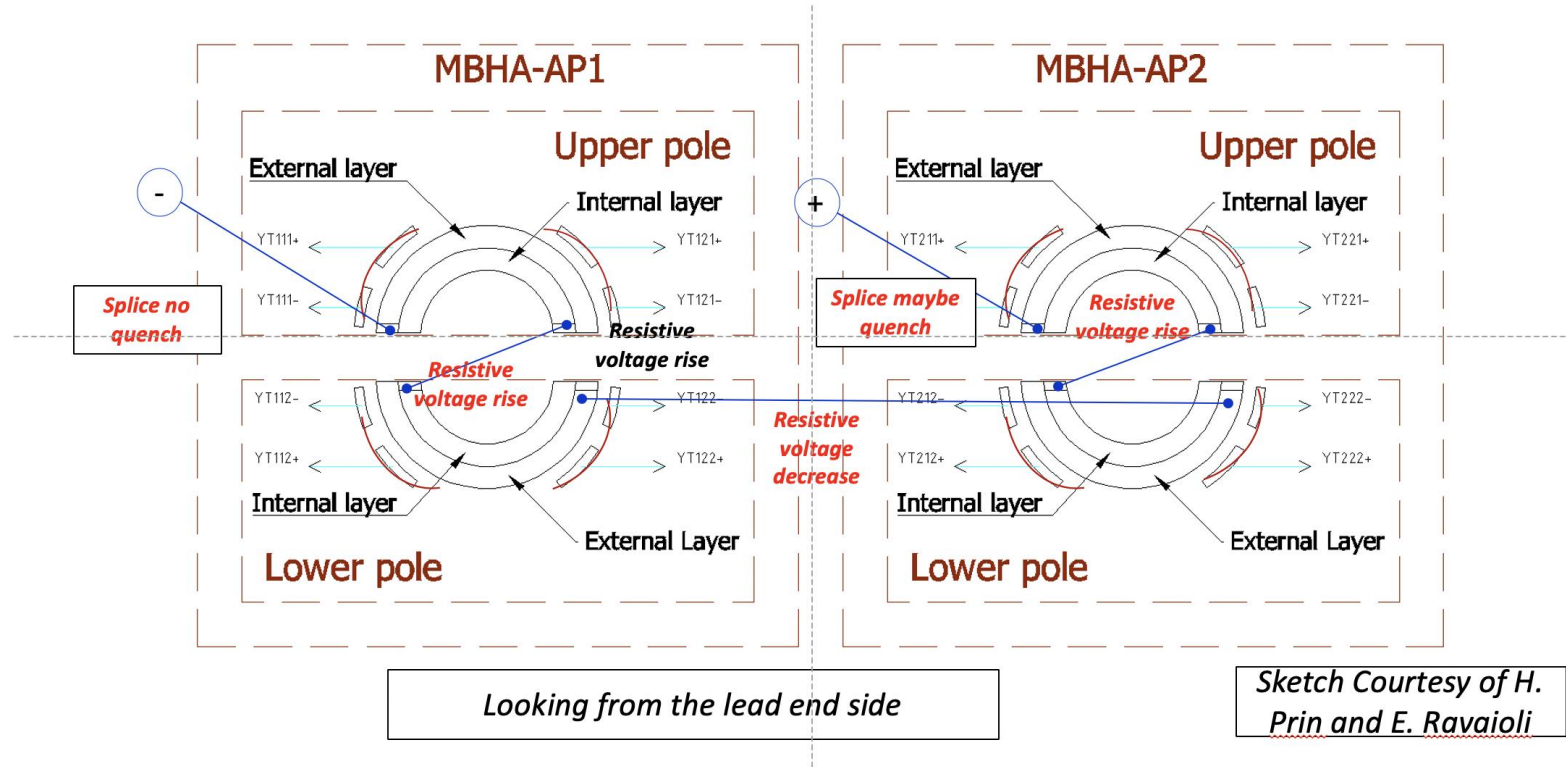 MBHA-AP1
MBHA-AP2
Upper pole
Upper pole
External layer
External layer
Internal layer
Internal layer
-
+
YT111+
YT121+
YT211+
YT221+
YT111-
YT121-
YT221-
Splice no
quench
Splice maybe
quench
Resistive
voltage rise
Resistive
voltage rise
Resistive
voltage rise
YT112-
YT122-
YT212-
YT222-
Resistive
voltage
decrease
YT112+
YT122+
YT212+
YT222+
Internal layer
Internal layer
External Layer
External Layer
Lower pole
Lower pole
Looking from the lead end side
Sketch Courtesy of H.
Prin and E. Ravaioli